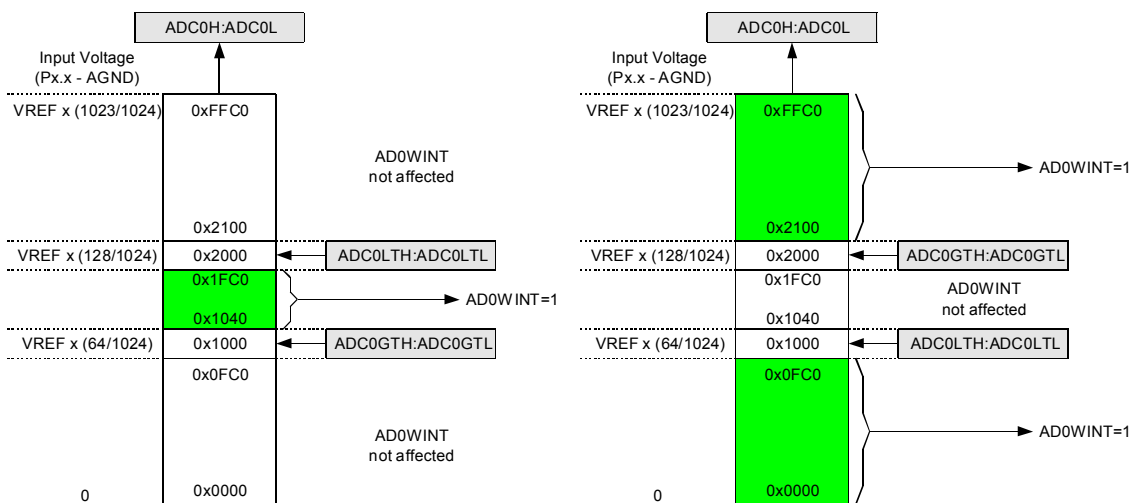 ADC0H:ADC0L
Input Voltage
(Px.x - AGND)
VREF x (1023/1024)
0xFFC0
AD0WINT
not affected
0x2100
VREF x (128/1024)
0x2000
ADC0LTH:ADC0LTL
0x1FC0
AD0WINT=1
0x1040
VREF x (64/1024)
0x1000
ADC0GTH:ADC0GTL
0x0FC0
AD0WINT
not affected
0
0x0000
ADC0H:ADC0L
Input Voltage
(Px.x - AGND)
VREF x (1023/1024)
0xFFC0
AD0WINT=1
0x2100
VREF x (128/1024)
0x2000
ADC0GTH:ADC0GTL
0x1FC0
AD0WINT
not affected
0x1040
VREF x (64/1024)
0x1000
ADC0LTH:ADC0LTL
0x0FC0
AD0WINT=1
0
0x0000